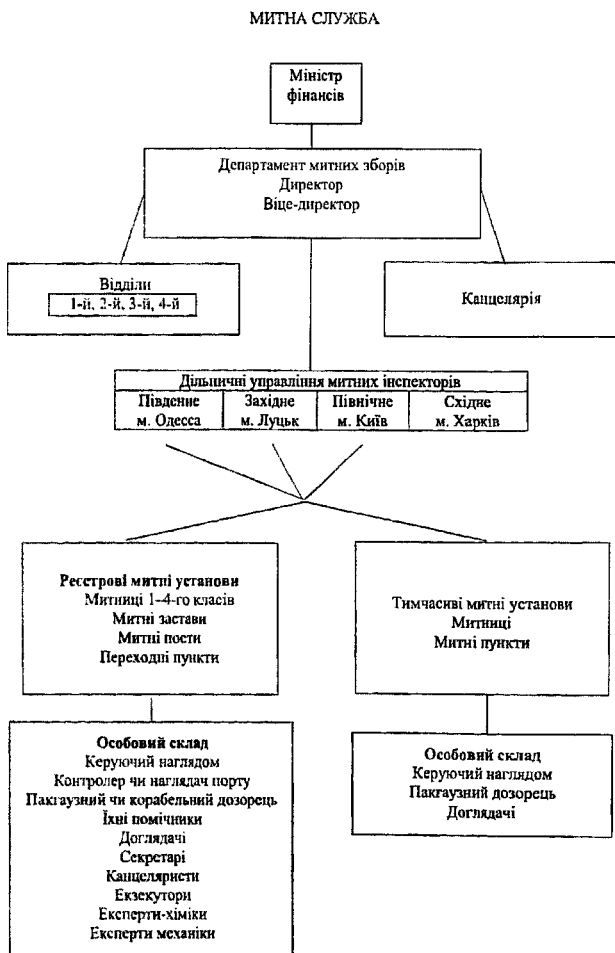 МИТНА СЛУЖБА
Міністр
фінансів
Департамент митних зборів
Директор
Віце-директор
Відділи
1-й, 2-й, 3-й, 4-й
Канцелярія
Дільничні управління митних інспекторів
Південне
м. Одесса
Західне
м. Луцьк
Північне
м. Київ
Східне
м. Харків
Реєстрові митні установи
Митниці 1–4-го класів
Митні застави
Митні пости
Переходні пункти
Тимчасиві митні установи
Митниці
Митні пункти
Особовий склад
Керуючий наглядом
Контролер чи наглядач порту
Пакгаузний чи корабельний дозорець
Їхні помічники
Доглядачі
Секретарі
Канцеляристи
Екзекутори
Експерти-хіміки
Експерти механіки
Особовий склад
Керуючий наглядом
Пакгаузний дозорець
Доглядачі